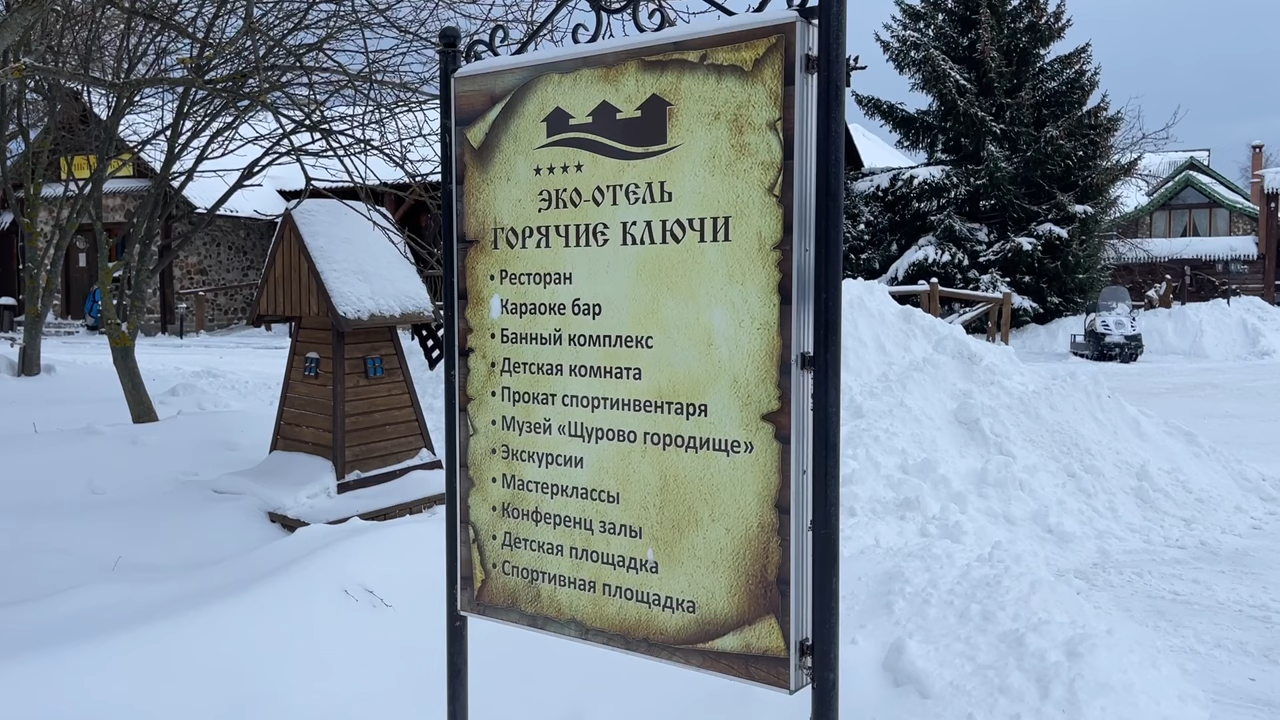 ЭКО-ОТЕЛЬ
ГОРЯЧИЕ КЛЮЧИ
• Ресторан
• Караоке бар
• Банный комплекс
• Детская комната
• Прокат спортинвентаря
• Музей «Щурово городище»
• Экскурсии
• Мастерклассы
• Конференц залы
• Детская площадка
• Спортивная площадка